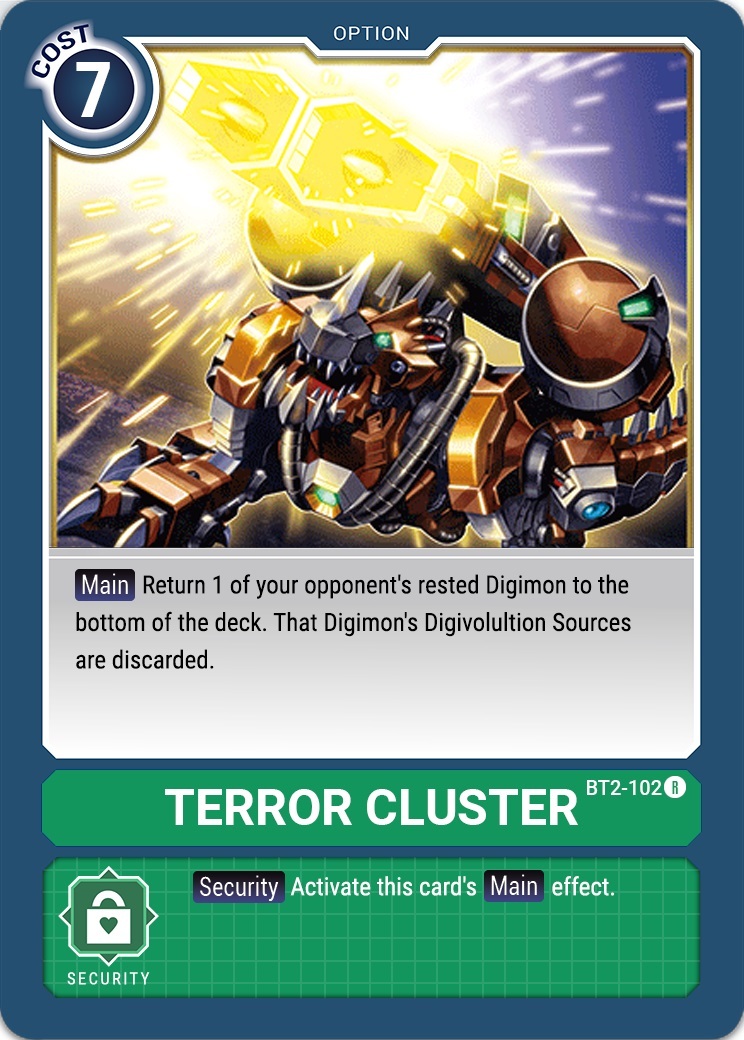 OPTION
COST
7
Main Return 1 of your opponent's rested Digimon to the
bottom of the deck. That Digimon's Digivolultion Sources
are discarded.
BT2-102 R
TERROR CLUSTER
Security Activate this card's Main effect.
SECURITY